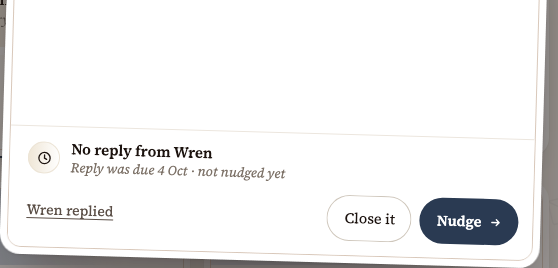 No reply from Wren
Reply was due 4 Oct · not nudged yet
Wren replied
Close it
Nudge →